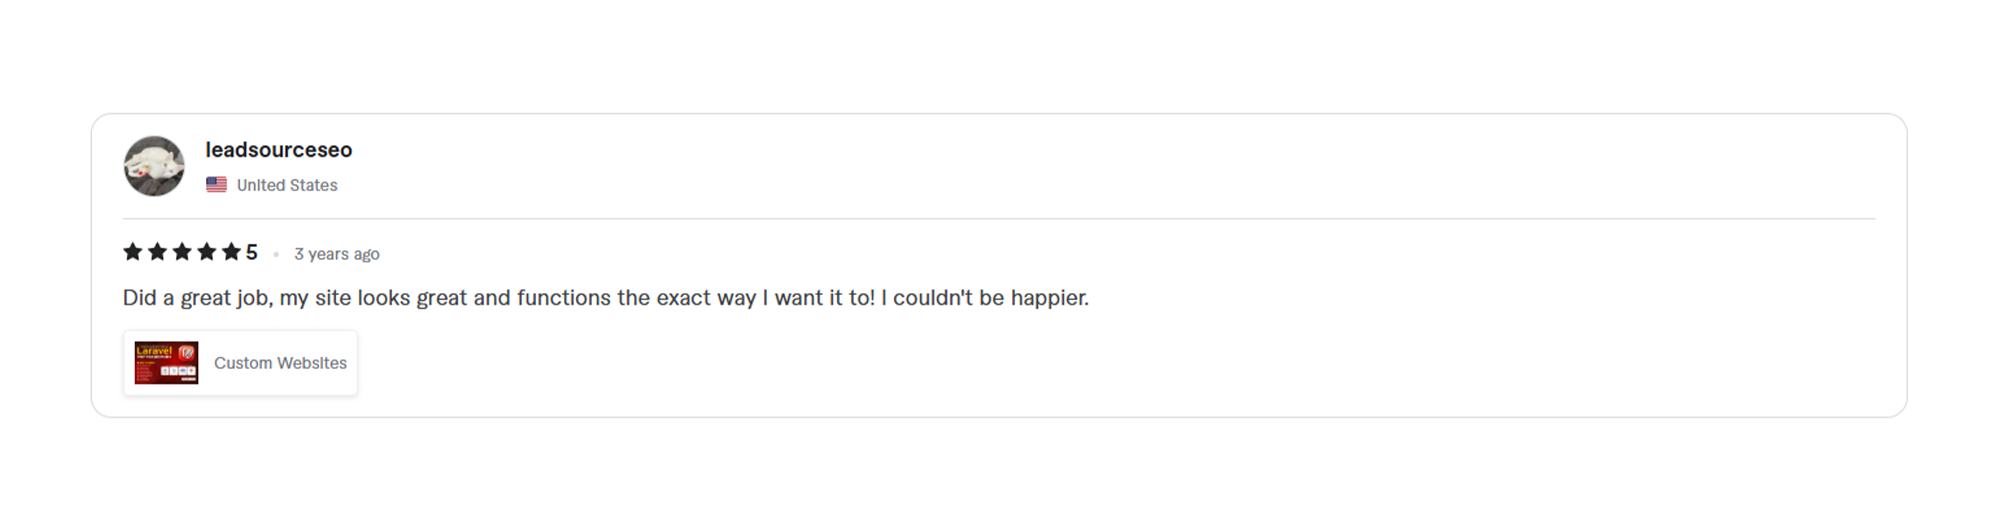 leadsourceseo
United States
5 • 3 years ago
Did a great job, my site looks great and functions the exact way I want it to! I couldn't be happier.
Laravel
Custom Websites